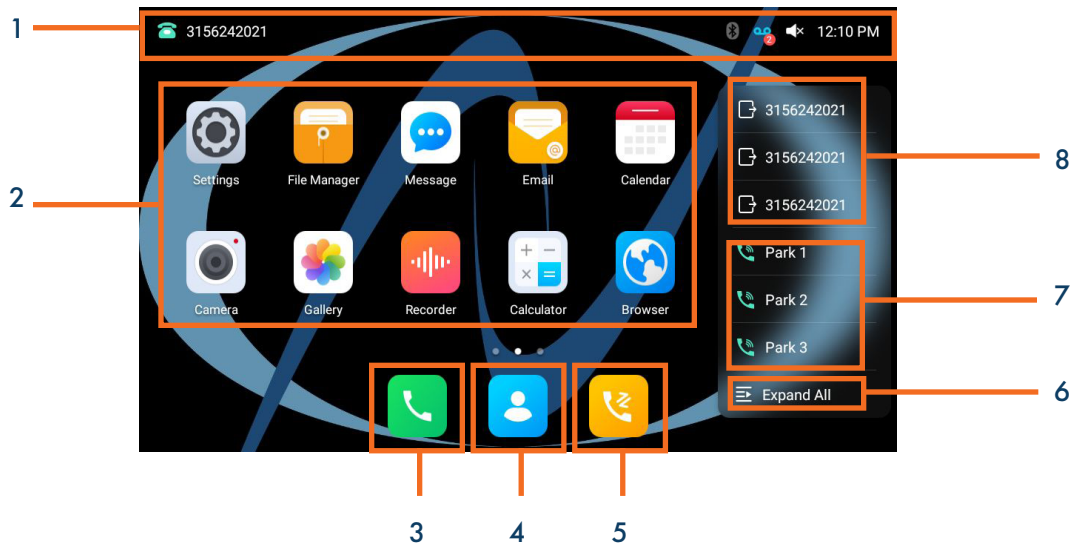 1
3156242021
2
12:10 PM
2
Settings
File Manager
Message
Email
Calendar
Camera
Gallery
Recorder
Calculator
Browser
3156242021
3156242021
3156242021
8
Park 1
Park 2
Park 3
7
Expand All
6
3
4
5